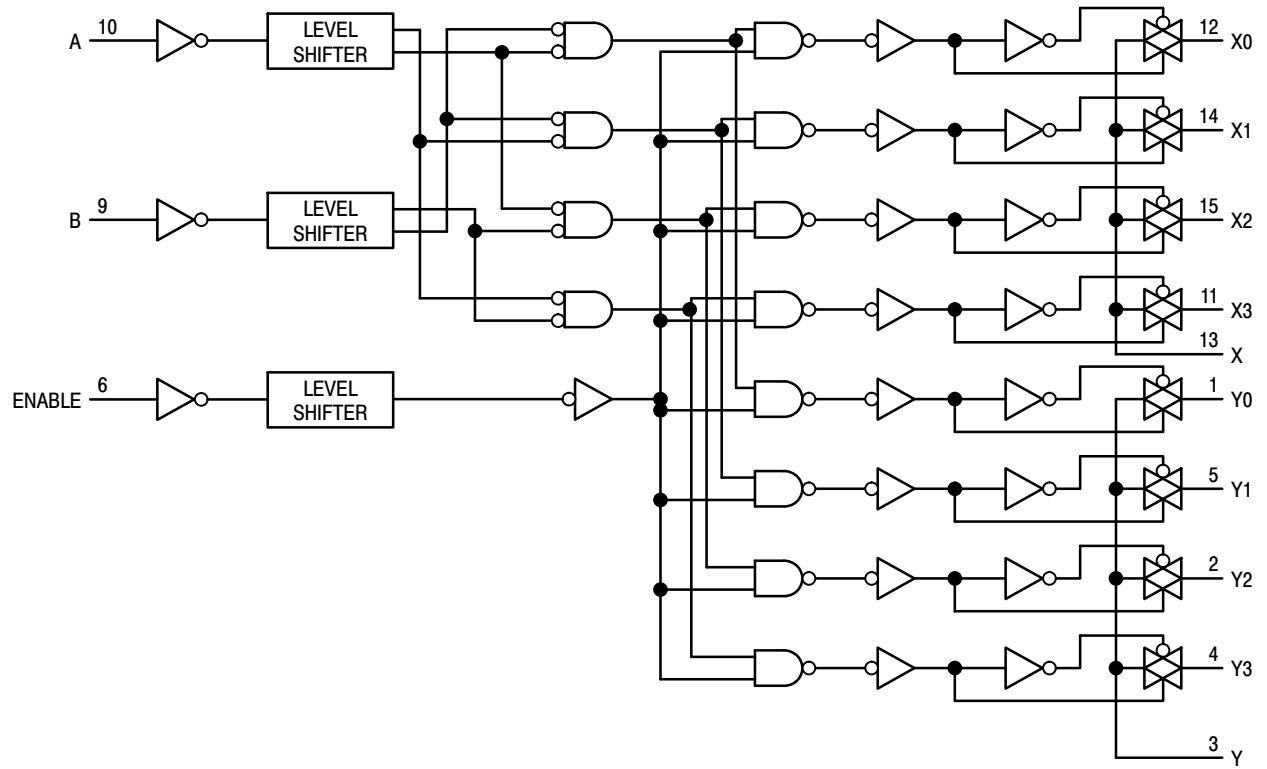 A 10
LEVEL
SHIFTER
12 X0
14 X1
B 9
LEVEL
SHIFTER
15 X2
11 X3
13 X
ENABLE 6
LEVEL
SHIFTER
1 Y0
5 Y1
2 Y2
4 Y3
3 Y